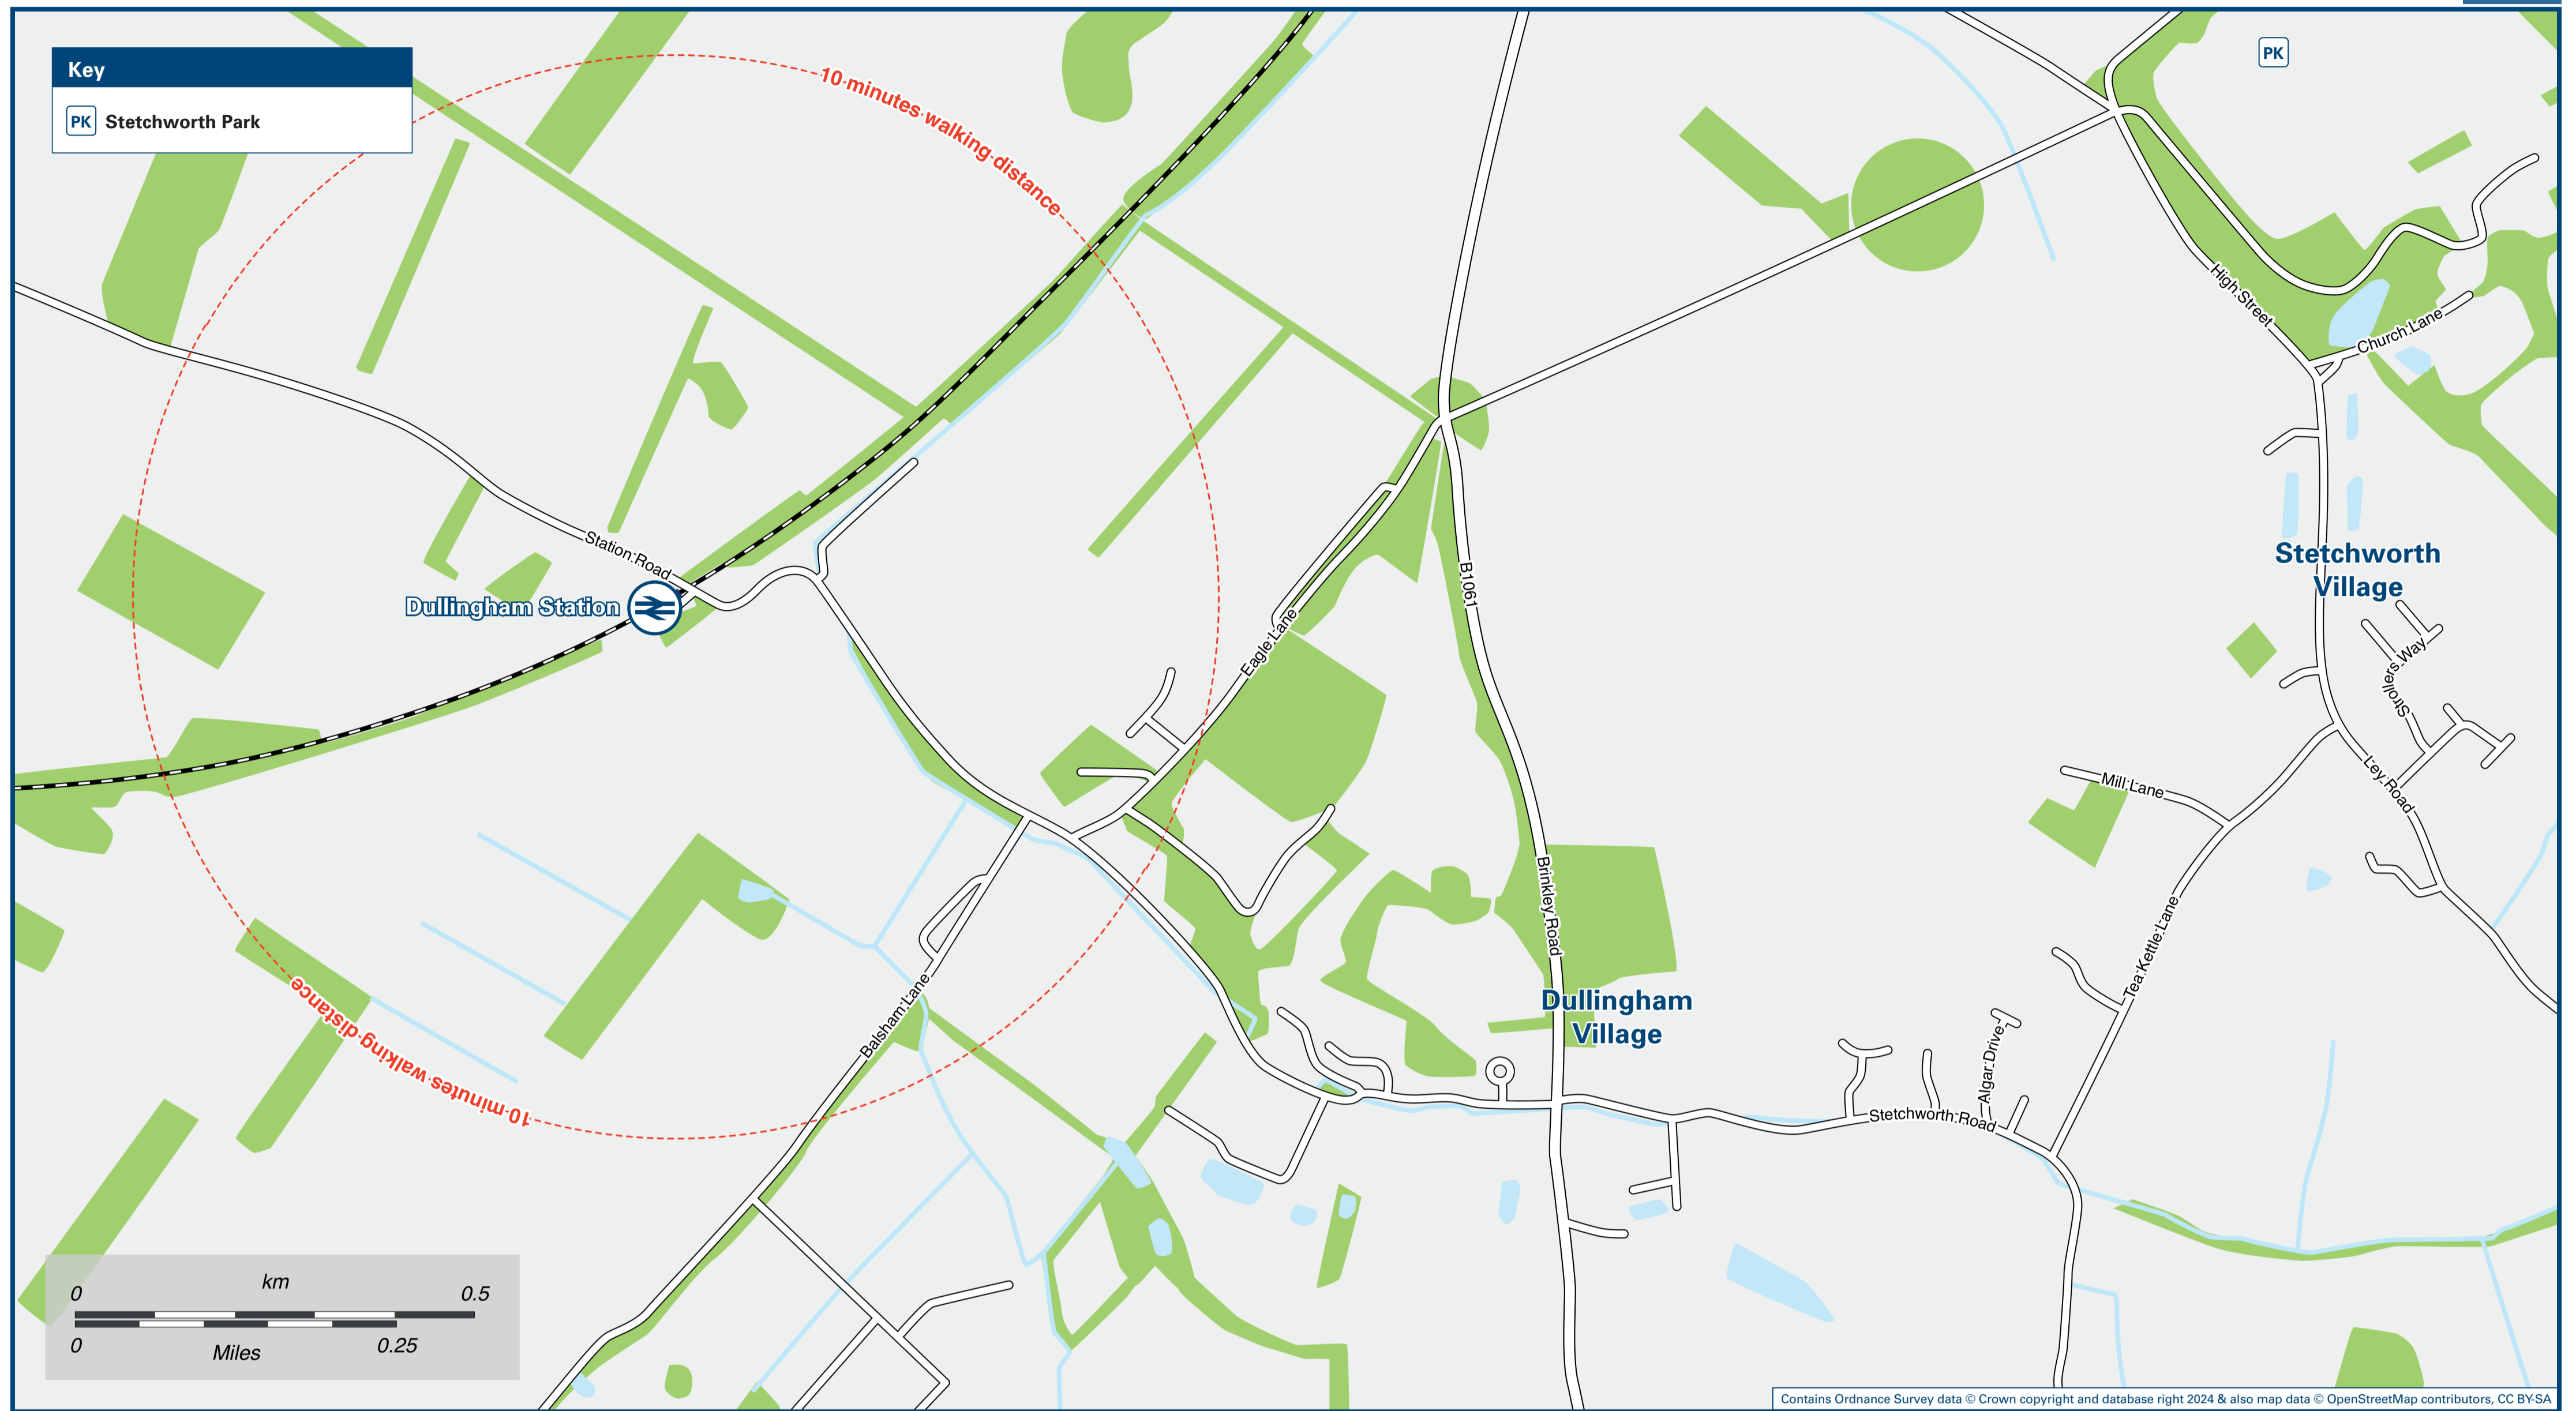 Key
PK Stetchworth Park
PK
10 minutes walking distance
High Street
Church Lane
Station Road
Dullingham Station
Stetchworth
Village
B1061
Eagle Lane
Strollers Way
Mill Lane
Ley Road
Brinkley Road
Tea Kettle Lane
Balsham Lane
10 minutes walking distance
Dullingham
Village
Algar Drive
Stetchworth Road
km
0 0.5
0 0.25
Miles
Contains Ordnance Survey data © Crown copyright and database right 2024 & also map data © OpenStreetMap contributors, CC BY-SA